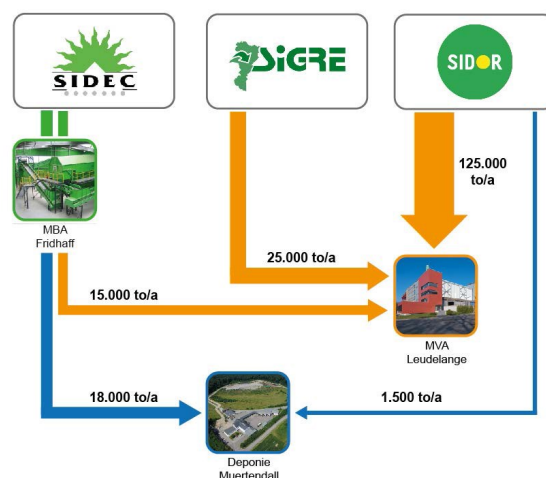 SIDEC
SiGRE
SIDOR
125.000
to/a
MBA
Fridhaff
25.000 to/a
15.000 to/a
MVA
Leudelange
18.000 to/a
1.500 to/a
Deponie
Muertendall